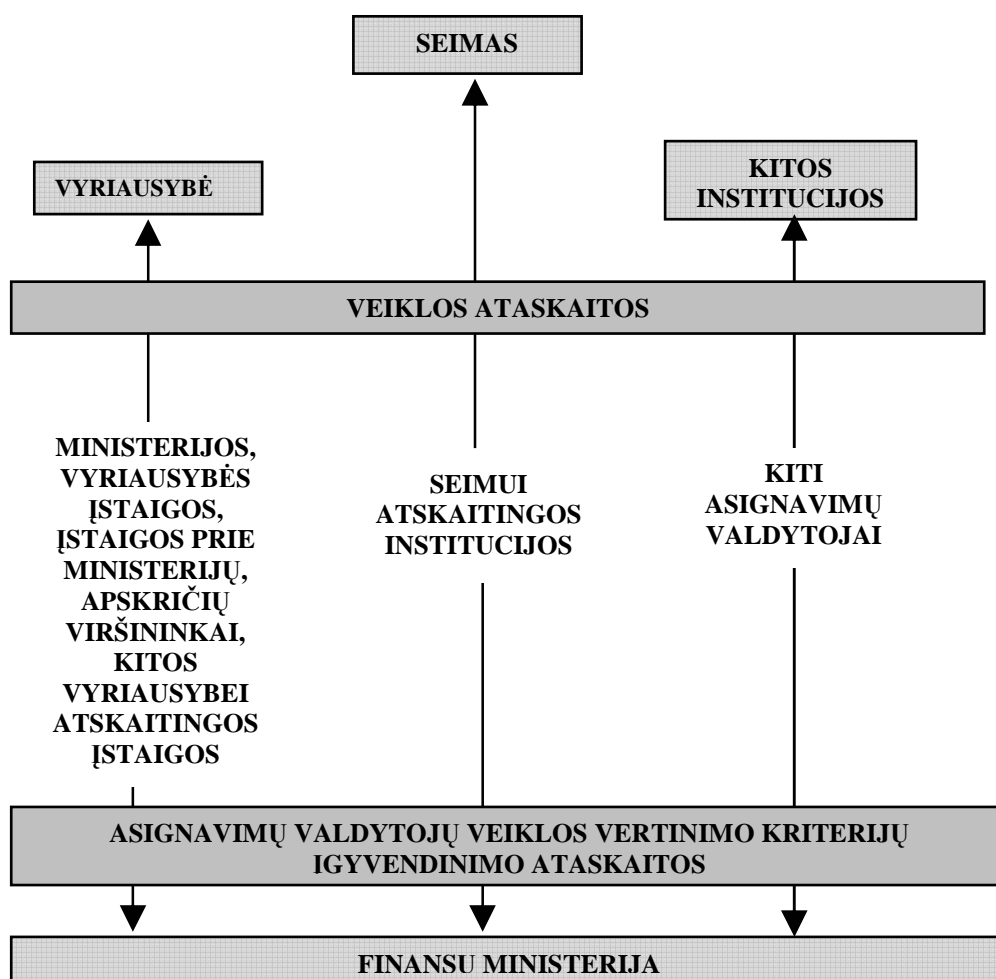 SEIMAS
VYRIAUSYBĖ
KITOS
INSTITUCIJOS
VEIKLOS ATASKAITOS
MINISTERIJOS,
VYRIAUSYBĖS
ĮSTAIGOS,
ĮSTAIGOS PRIE
MINISTERIJŲ,
APSKRIČIŲ
VIRŠININKAI,
KITOS
VYRIAUSYBEI
ATSKAITINGOS
ĮSTAIGOS
SEIMUI
ATSKAITINGOS
INSTITUCIJOS
KITI
ASIGNAVIMŲ
VALDYTOJAI
ASIGNAVIMŲ VALDYTOJŲ VEIKLOS VERTINIMO KRITERIJŲ
ĮGYVENDINIMO ATASKAITOS
FINANSU MINISTERIJA